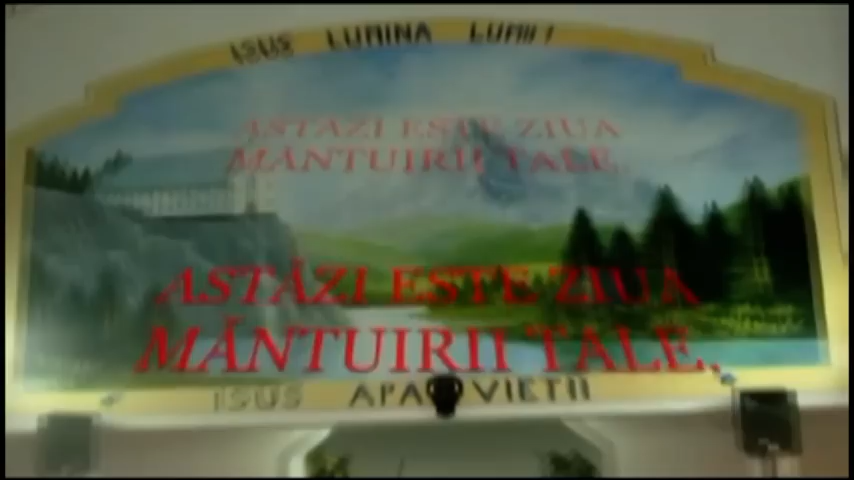 ISUS LUMINA LUMII!
ASTĂZI ESTE ZIUA
MÂNTUIRII TALE.
ASTĂZI ESTE ZIUA
MÂNTUIRII TALE.
ISUS APA VIEȚII